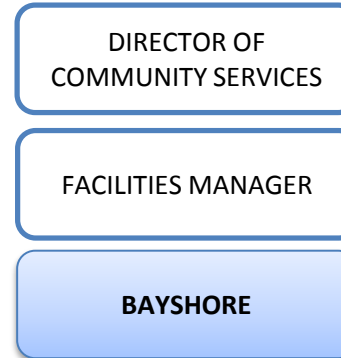 DIRECTOR OF
COMMUNITY SERVICES
FACILITIES MANAGER
BAYSHORE